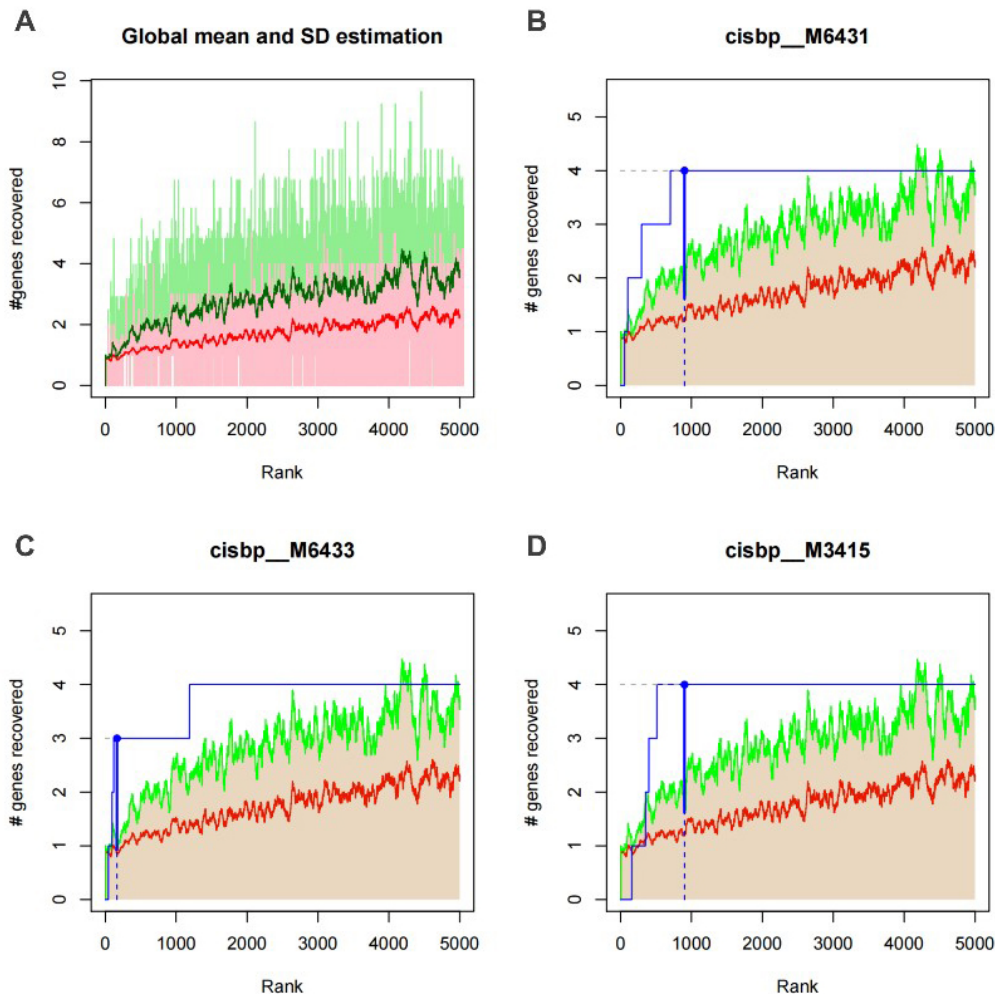 A
Global mean and SD estimation
#genes recovered
10
8
6
4
2
0
0 1000 2000 3000 4000 5000
Rank
B
cisbp__M6431
# genes recovered
5
4
3
2
1
0
0 1000 2000 3000 4000 5000
Rank
C
cisbp__M6433
# genes recovered
5
4
3
2
1
0
0 1000 2000 3000 4000 5000
Rank
D
cisbp__M3415
# genes recovered
5
4
3
2
1
0
0 1000 2000 3000 4000 5000
Rank